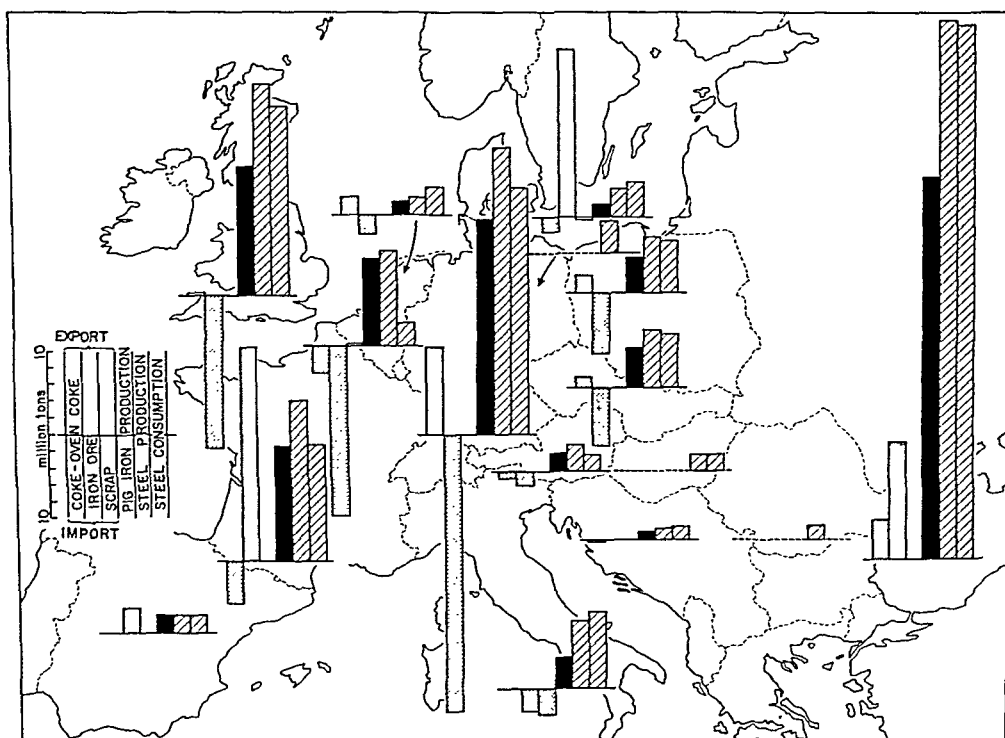 EXPORT
10
10
million tons
COKE-OVEN COKE
IRON ORE
SCRAP
PIG IRON PRODUCTION
STEEL PRODUCTION
STEEL CONSUMPTION
IMPORT